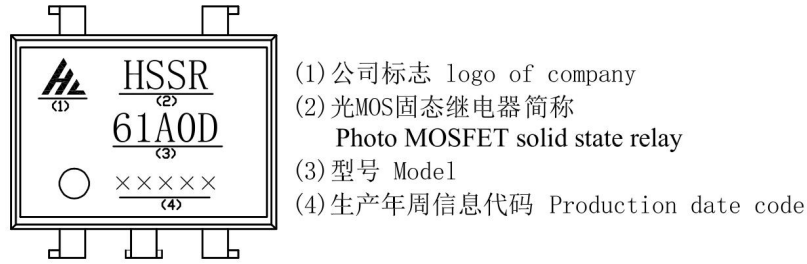 HL
(1)
HSSR
(2)
61A0D
(3)
×××××
(4)
(1)公司标志 logo of company
(2)光MOS固态继电器简称
Photo MOSFET solid state relay
(3)型号 Model
(4)生产年周信息代码 Production date code